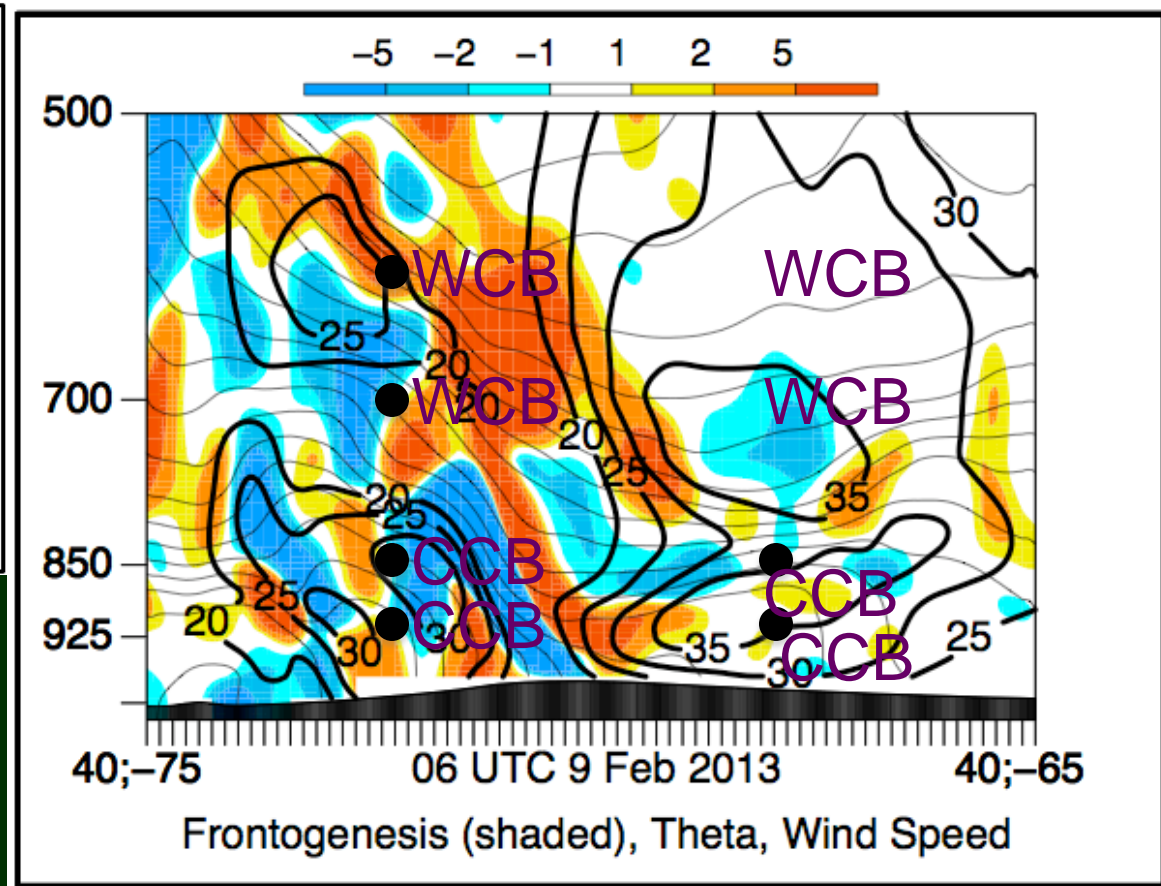 −5 −2 −1 1 2 5
500
30
WCB WCB
25
20
700
WCB WCB
20
20
25
35
20
25
850
CCB
CCB
25
20
CCB
30
925
30
35
25
CCB
30
40;−75 06 UTC 9 Feb 2013 40;−65
Frontogenesis (shaded), Theta, Wind Speed